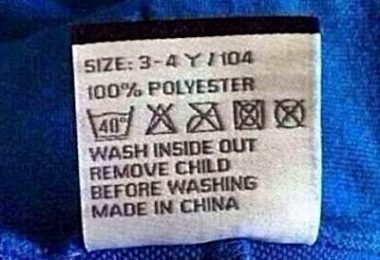 SIZE: 3-4 Y / 104
100% POLYESTER
40°
WASH INSIDE OUT
REMOVE CHILD
BEFORE WASHING
MADE IN CHINA